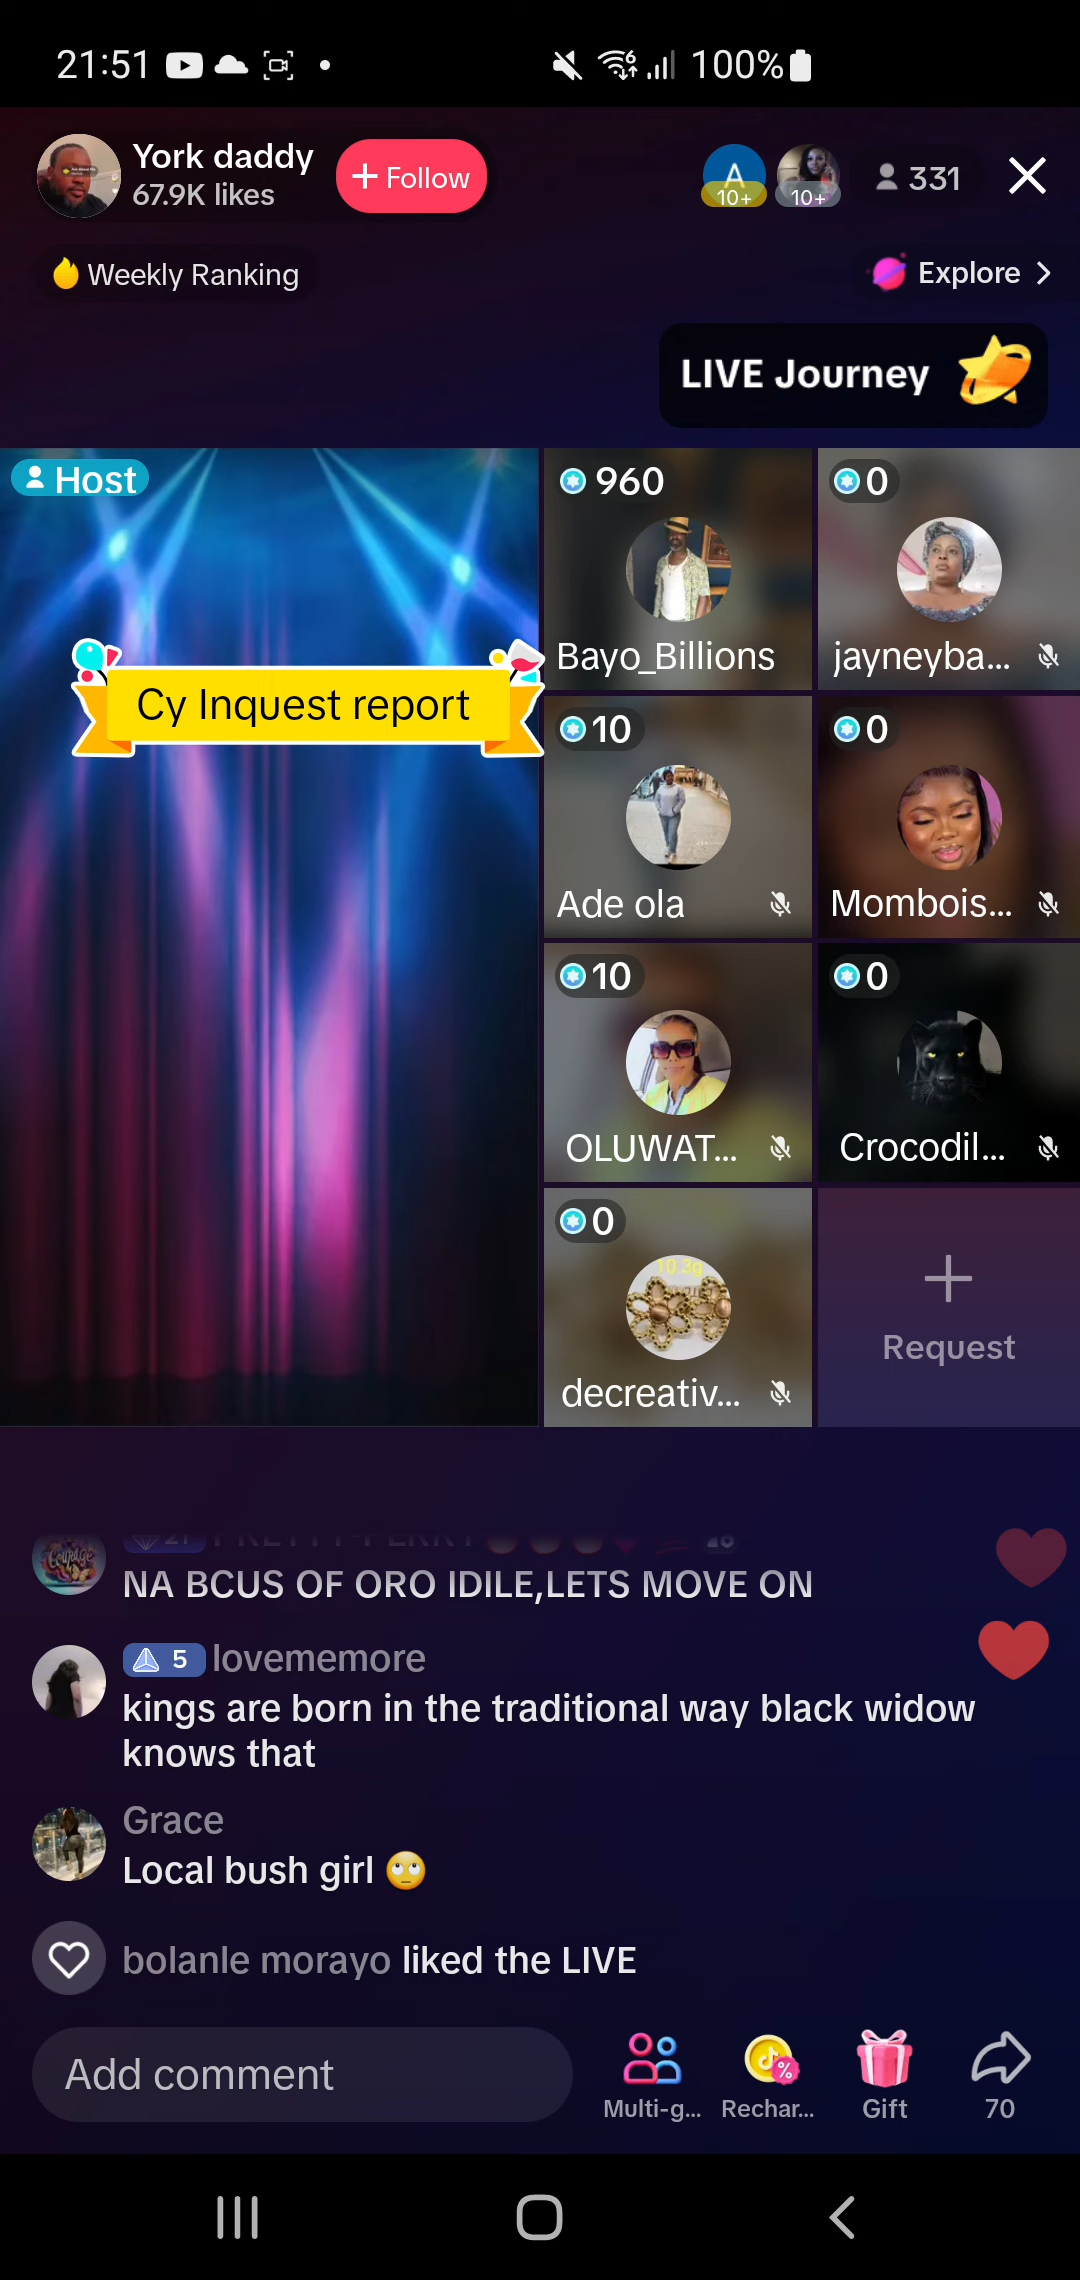 21:51
100%
York daddy
67.9K likes
+ Follow
A
10+
10+
331
Weekly Ranking
Explore >
LIVE Journey
Host
960
0
Cy Inquest report
Bayo_Billions
jayneyba...
10
0
Ade ola
Mombois...
10
0
OLUWAT...
Crocodil...
0
10.3g
decreativ...
Request
Courage
NA BCUS OF ORO IDILE,LETS MOVE ON
5 lovememore
kings are born in the traditional way black widow
knows that
Grace
Local bush girl 🙄
bolanle morayo liked the LIVE
Add comment
Multi-g...
Rechar...
Gift
70